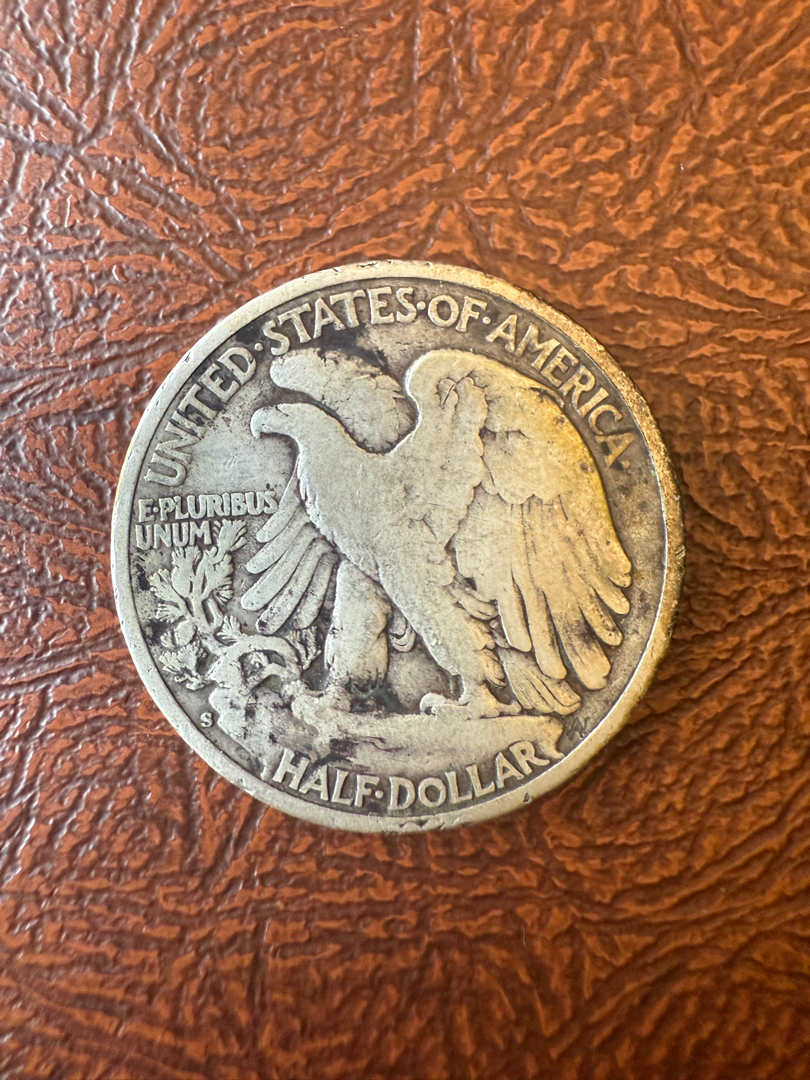 UNITED·STATES·OF·AMERICA·
E·PLURIBUS
UNUM
S
HALF·DOLLAR